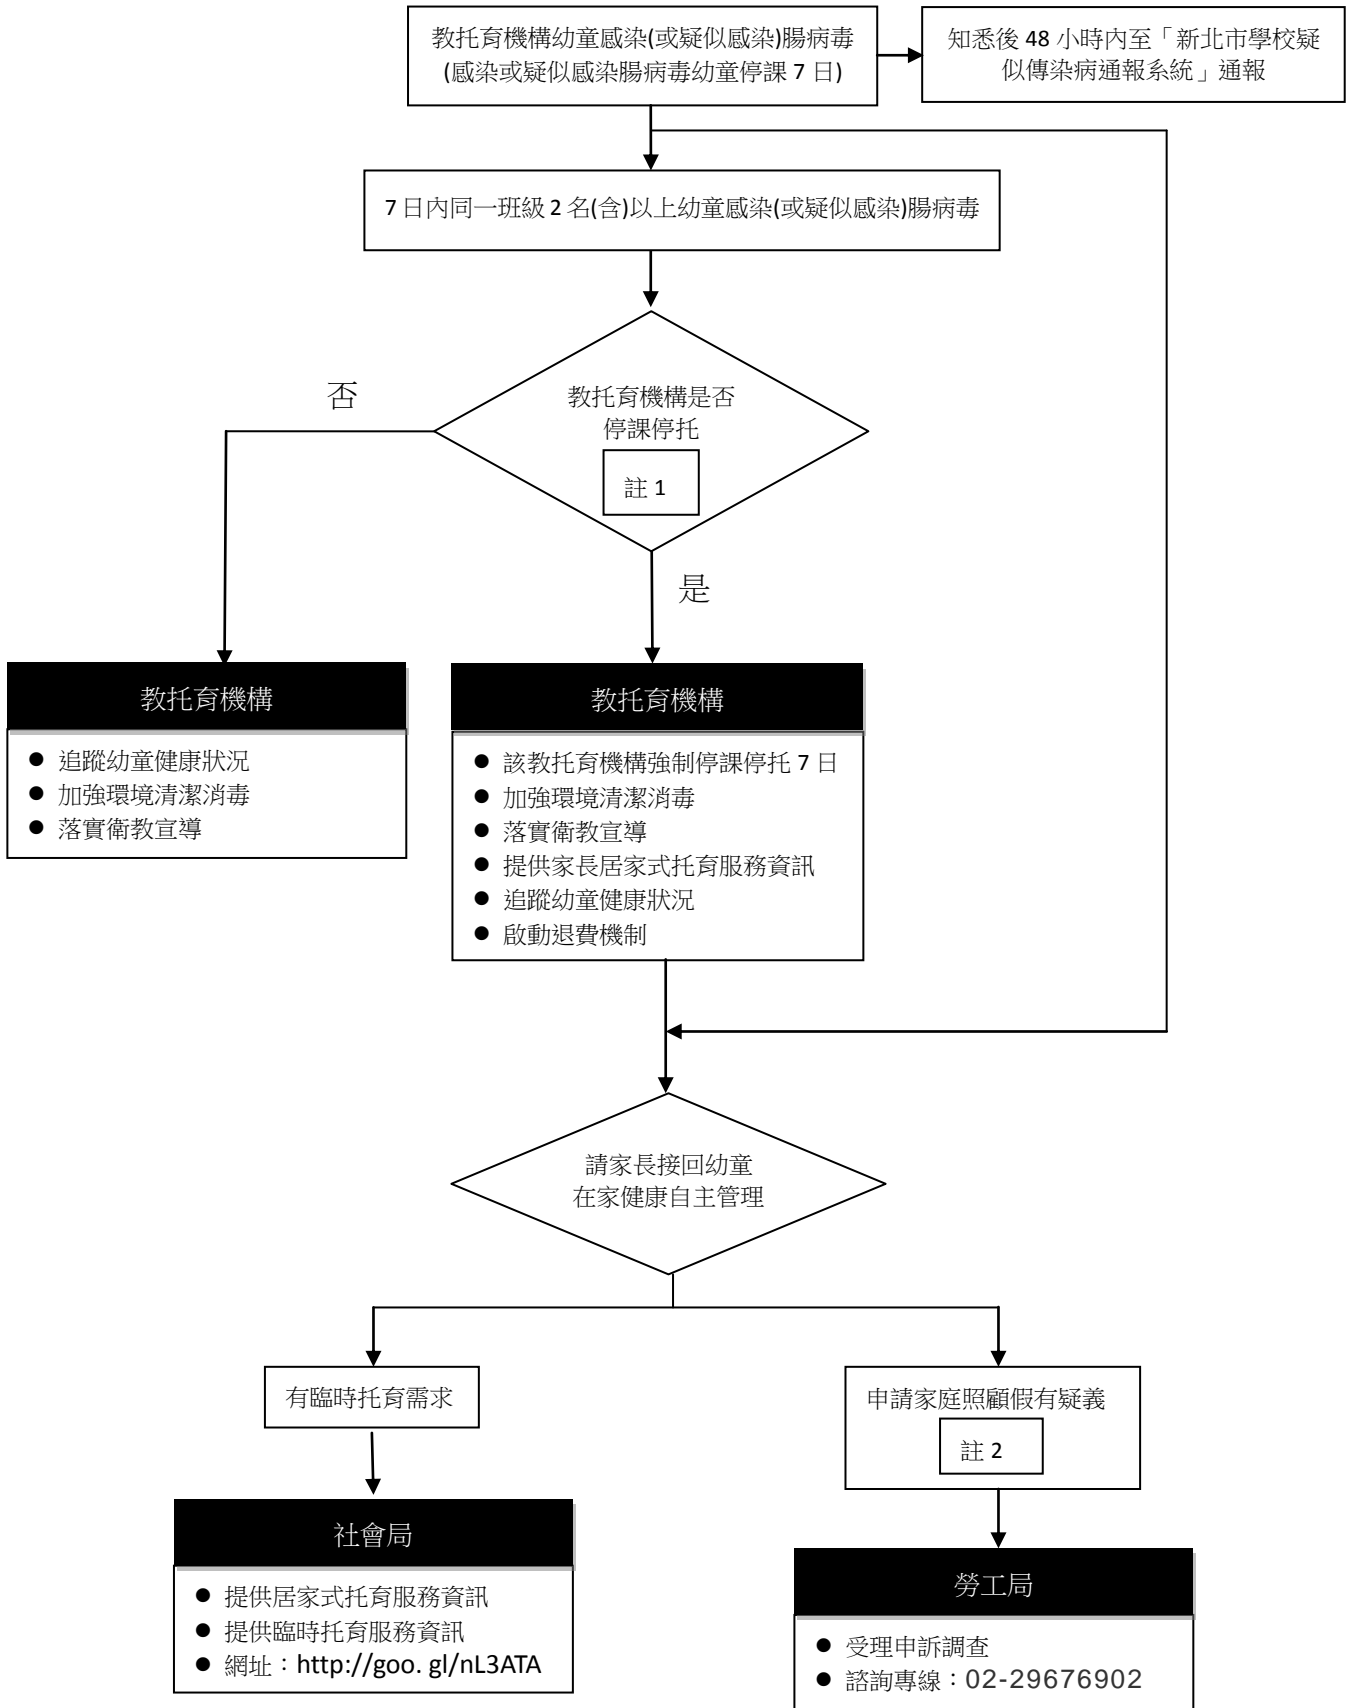 教托育機構幼童感染(或疑似感染)腸病毒
(感染或疑似感染腸病毒幼童停課 7 日)
知悉後 48 小時內至「新北市學校疑
似傳染病通報系統」通報
7 日內同一班級 2 名(含)以上幼童感染(或疑似感染)腸病毒
教托育機構是否
停課停托
註 1
否
是
教托育機構
● 追蹤幼童健康狀況
● 加強環境清潔消毒
● 落實衛教宣導
教托育機構
● 該教托育機構強制停課停托 7 日
● 加強環境清潔消毒
● 落實衛教宣導
● 提供家長居家式托育服務資訊
● 追蹤幼童健康狀況
● 啟動退費機制
請家長接回幼童
在家健康自主管理
有臨時托育需求
申請家庭照顧假有疑義
註 2
社會局
● 提供居家式托育服務資訊
● 提供臨時托育服務資訊
● 網址：http://goo. gl/nL3ATA
勞工局
● 受理申訴調查
● 諮詢專線：02-29676902